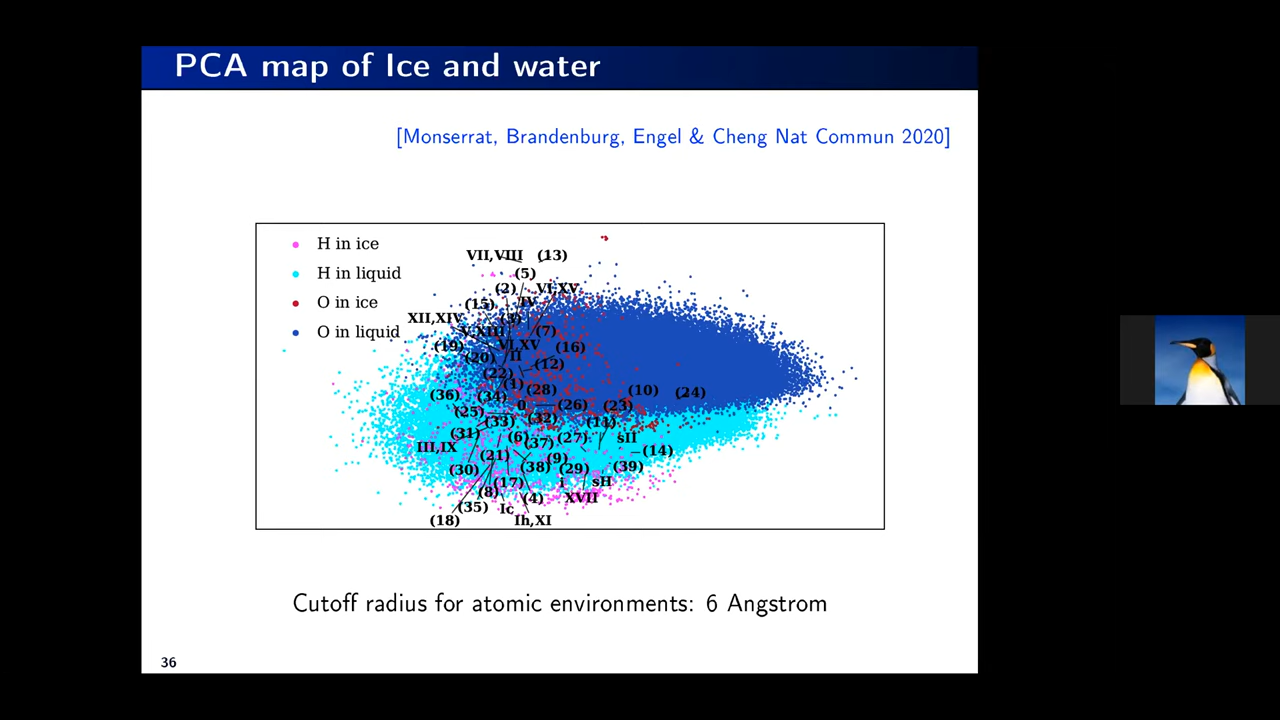 PCA map of Ice and water
[Monserrat, Brandenburg, Engel & Cheng Nat Commun 2020]
H in ice
H in liquid
O in ice
O in liquid
VII,VIII
(13)
(5)
(2)
VI,XV
(15)
IV
XII,XIV
(3)
V,XIII
(7)
(19)
VI,XV
(16)
(20)
II
(12)
(22)
(1)
(28)
(10)
(24)
(36)
(34)
0
(26)
(23)
(25)
(33)
(32)
(11)
(31)
(6)
(37)
(27)
sII
III,IX
(21)
(9)
(14)
(30)
(38)
(29)
(39)
(17)
i
sH
(8)
(4)
XVII
(35)
Ic
(18)
Ih,XI
Cutoff radius for atomic environments: 6 Angstrom
36